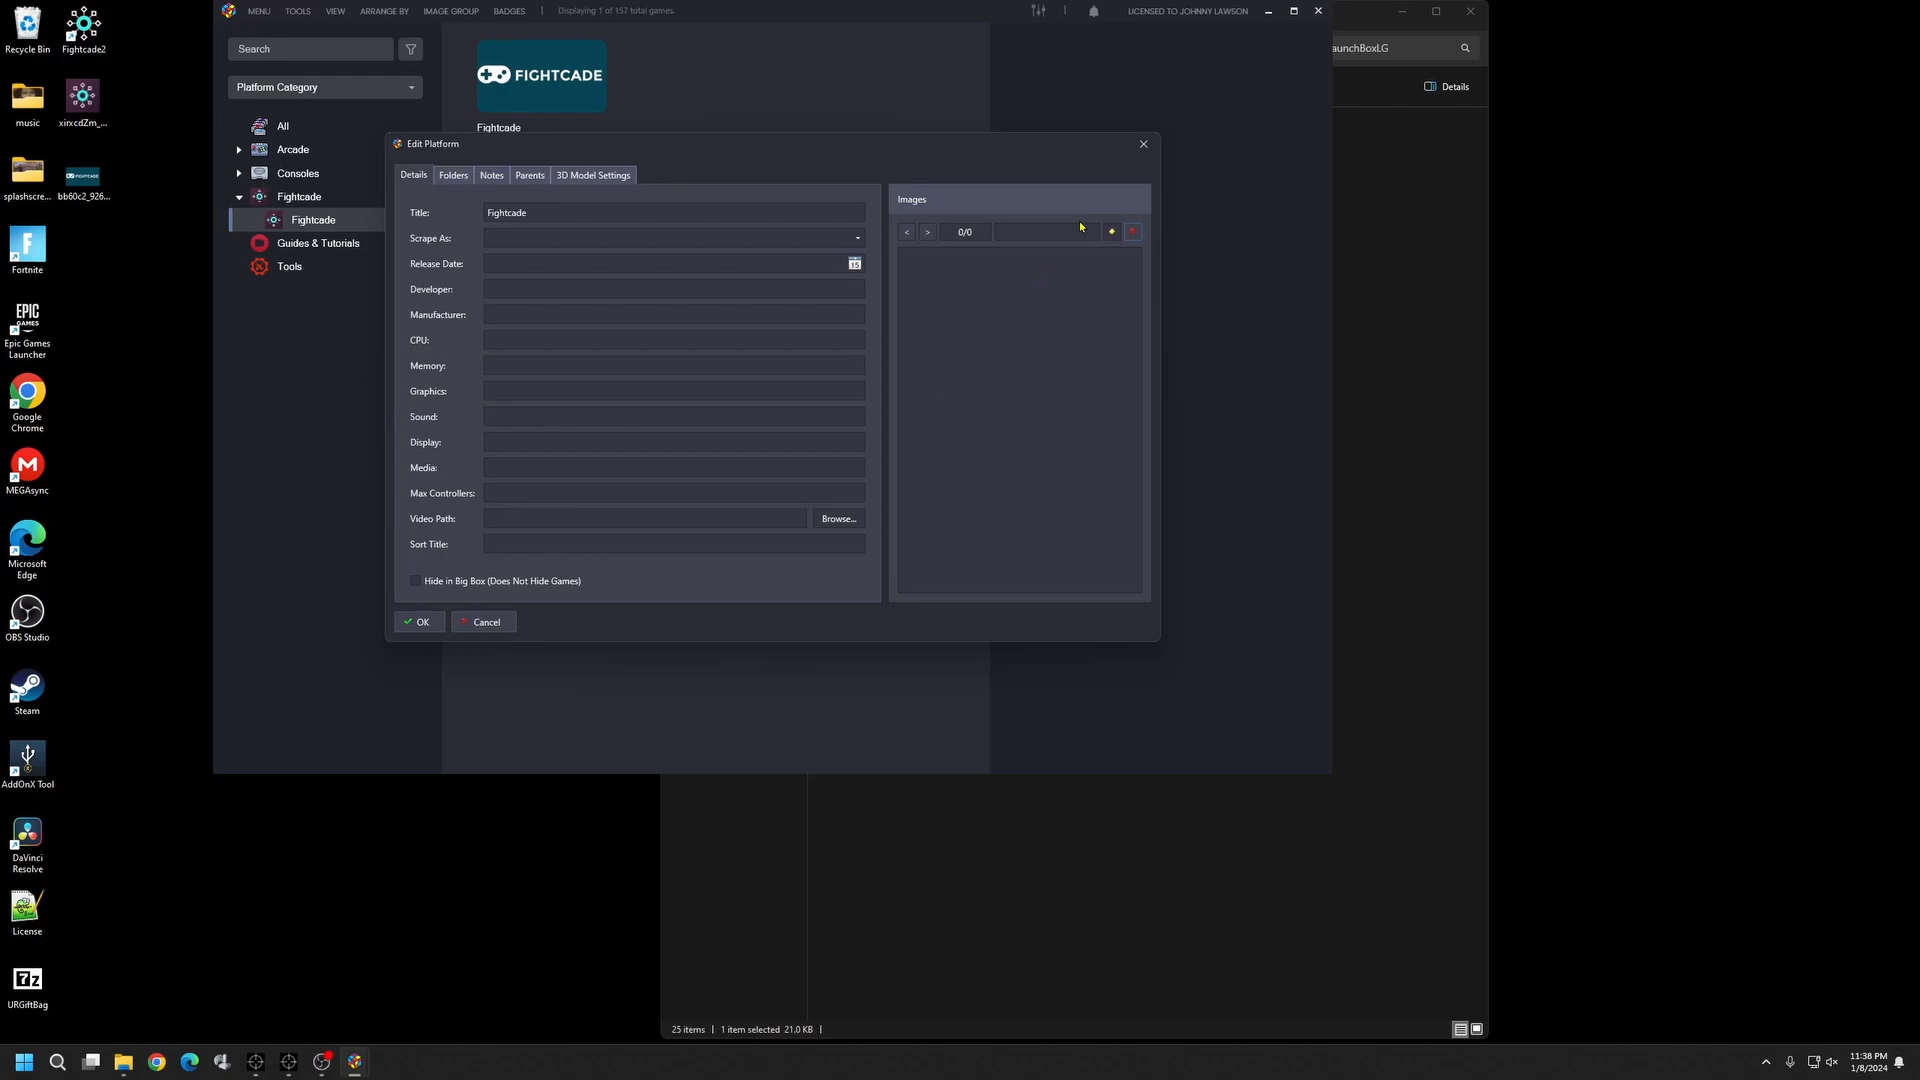 Recycle Bin
Fightcade2
music
xirxcdZm_...
splashscre...
bb60c2_926...
Fortnite
EPIC
GAMES
Epic Games
Launcher
Google
Chrome
MEGAsync
Microsoft
Edge
OBS Studio
Steam
AddOnX Tool
DaVinci
Resolve
License
7z
URGiftBag
MENU
TOOLS
VIEW
ARRANGE BY
IMAGE GROUP
BADGES
Displaying 1 of 157 total games.
LICENSED TO JOHNNY LAWSON
Search
Platform Category
All
Arcade
Consoles
Fightcade
Fightcade
Guides & Tutorials
Tools
FIGHTCADE
Fightcade
Edit Platform
Details
Folders
Notes
Parents
3D Model Settings
Title:
Fightcade
Scrape As:
Release Date:
15
Developer:
Manufacturer:
CPU:
Memory:
Graphics:
Sound:
Display:
Media:
Max Controllers:
Video Path:
Browse...
Sort Title:
Hide in Big Box (Does Not Hide Games)
OK
Cancel
Images
<
>
0/0
aunchBoxLG
Details
25 items
1 item selected 21.0 KB
11:38 PM
1/8/2024